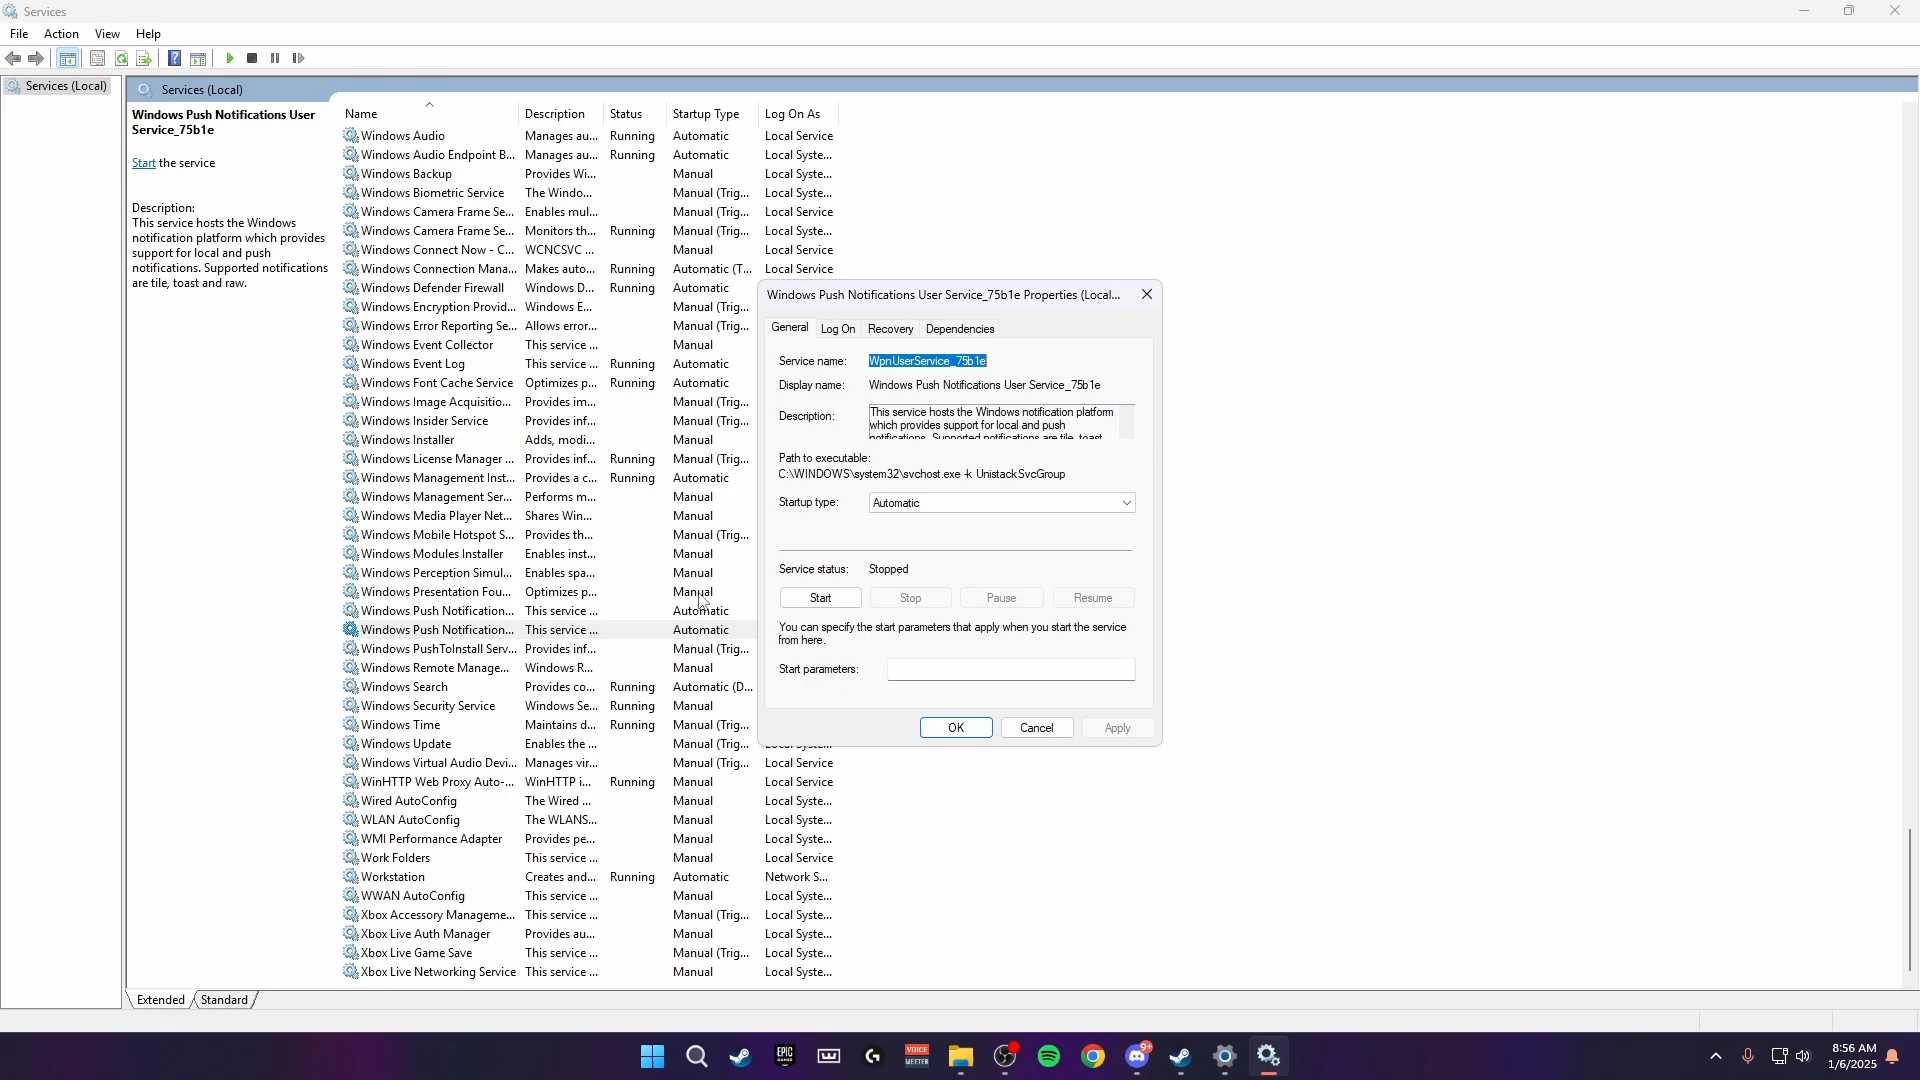 Services
File Action View Help
Services (Local)
Services (Local)
Windows Push Notifications User
Service_75b1e
Start the service
Description:
This service hosts the Windows
notification platform which provides
support for local and push
notifications. Supported notifications
are tile, toast and raw.
Name Description Status Startup Type Log On As
Windows Audio Manages au... Running Automatic Local Service
Windows Audio Endpoint B... Manages au... Running Automatic Local Syste...
Windows Backup Provides Wi... Manual Local Syste...
Windows Biometric Service The Windo... Manual (Trig... Local Syste...
Windows Camera Frame Se... Enables mul... Manual (Trig... Local Service
Windows Camera Frame Se... Monitors th... Running Manual (Trig... Local Syste...
Windows Connect Now - C... WCNCSVC ... Manual Local Service
Windows Connection Mana... Makes auto... Running Automatic (T... Local Service
Windows Defender Firewall Windows D... Running Automatic
Windows Encryption Provid... Windows E... Manual (Trig...
Windows Error Reporting Se... Allows error... Manual (Trig...
Windows Event Collector This service ... Manual
Windows Event Log This service ... Running Automatic
Windows Font Cache Service Optimizes p... Running Automatic
Windows Image Acquisitio... Provides im... Manual (Trig...
Windows Insider Service Provides inf... Manual (Trig...
Windows Installer Adds, modi... Manual
Windows License Manager ... Provides inf... Running Manual (Trig...
Windows Management Inst... Provides a c... Running Automatic
Windows Management Ser... Performs m... Manual
Windows Media Player Net... Shares Win... Manual
Windows Mobile Hotspot S... Provides th... Manual (Trig...
Windows Modules Installer Enables inst... Manual
Windows Perception Simul... Enables spa... Manual
Windows Presentation Fou... Optimizes p... Manual
Windows Push Notification... This service ... Automatic
Windows Push Notification... This service ... Automatic
Windows PushToInstall Serv... Provides inf... Manual (Trig...
Windows Remote Manage... Windows R... Manual
Windows Search Provides co... Running Automatic (D...
Windows Security Service Windows Se... Running Manual
Windows Time Maintains d... Running Manual (Trig...
Windows Update Enables the ... Manual (Trig...
Windows Virtual Audio Devi... Manages vir... Manual (Trig... Local Service
WinHTTP Web Proxy Auto-... WinHTTP i... Running Manual Local Service
Wired AutoConfig The Wired ... Manual Local Syste...
WLAN AutoConfig The WLANS... Manual Local Syste...
WMI Performance Adapter Provides pe... Manual Local Syste...
Work Folders This service ... Manual Local Service
Workstation Creates and... Running Automatic Network S...
WWAN AutoConfig This service ... Manual Local Syste...
Xbox Accessory Manageme... This service ... Manual (Trig... Local Syste...
Xbox Live Auth Manager Provides au... Manual Local Syste...
Xbox Live Game Save This service ... Manual (Trig... Local Syste...
Xbox Live Networking Service This service ... Manual Local Syste...
Windows Push Notifications User Service_75b1e Properties (Local...
General Log On Recovery Dependencies
Service name: WpnUserService_75b1e
Display name: Windows Push Notifications User Service_75b1e
Description: This service hosts the Windows notification platform
which provides support for local and push
notifications. Supported notifications are tile, toast
Path to executable:
C:\WINDOWS\system32\svchost.exe -k UnistackSvcGroup
Startup type: Automatic
Service status: Stopped
Start Stop Pause Resume
You can specify the start parameters that apply when you start the service
from here.
Start parameters:
OK Cancel Apply
Extended Standard
EPIC GAMES
VOICE MEETER
9+
8:56 AM
1/6/2025